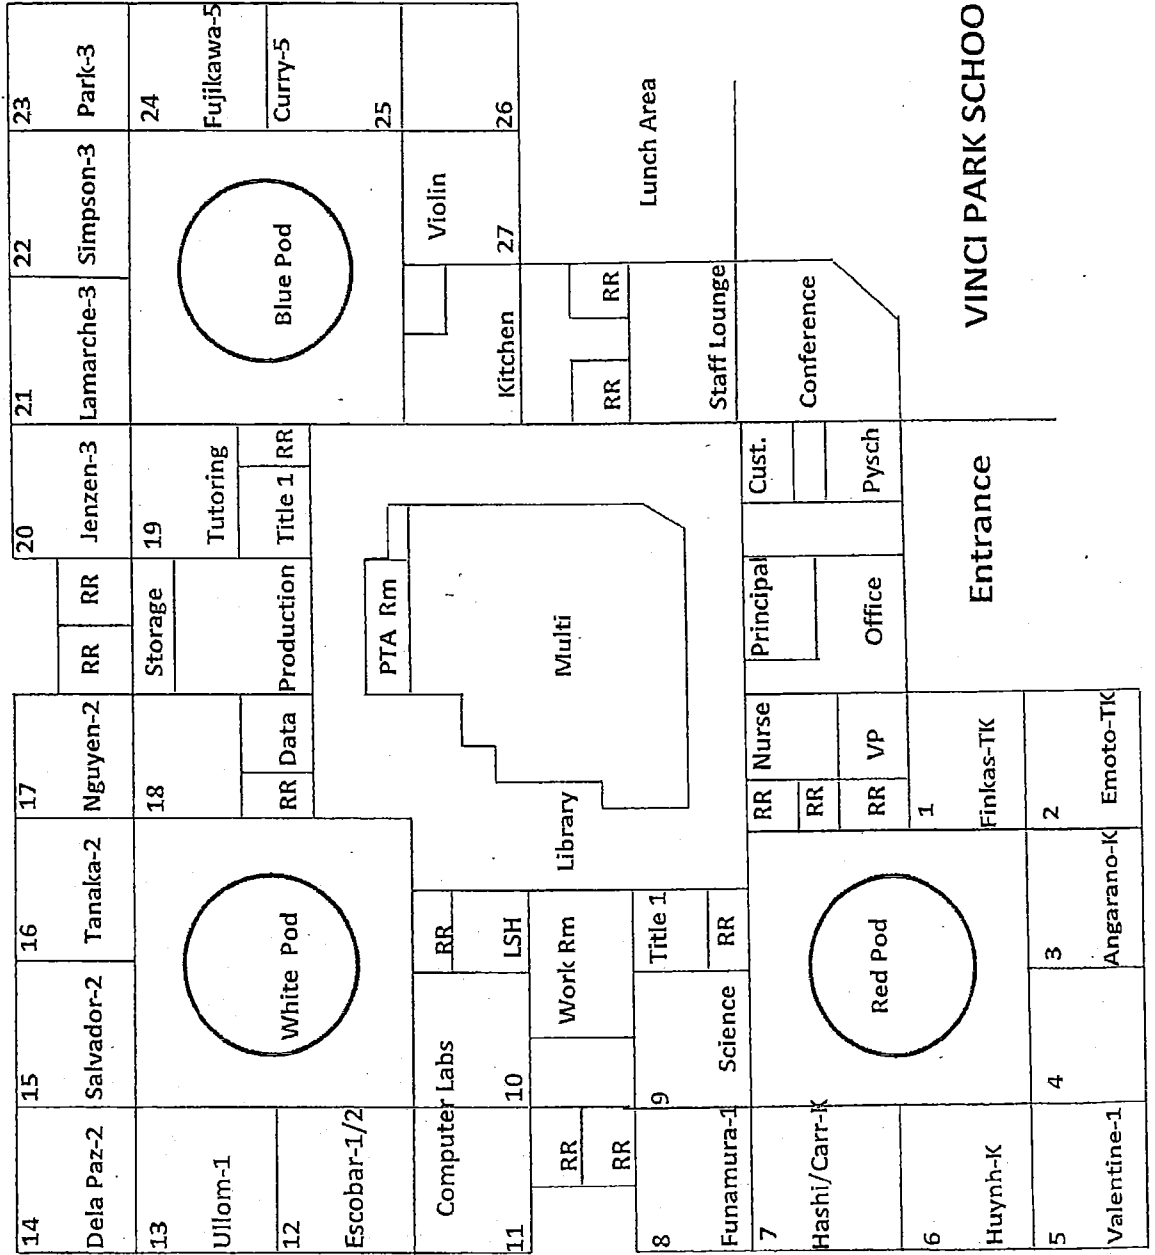 14
Dela Paz-2
15
Salvador-2
16
Tanaka-2
17
Nguyen-2
RR
RR
20
Jenzen-3
21
Lamarche-3
22
Simpson-3
23
Park-3
13
Ullom-1
12
Escobar-1/2
White Pod
18
RR
Data
Storage
Production
19
Tutoring
Title 1
RR
Blue Pod
24
Fujikawa-5
Curry-5
25
Computer Labs
11
10
RR
LSH
PTA Rm
Multi
Library
Kitchen
Violin
27
26
RR
RR
Work Rm
RR
RR
Lunch Area
8
Funamura-1
9
Science
Title 1
RR
Staff Lounge
7
Hashi/Carr-K
Red Pod
RR
RR
RR
Nurse
VP
Principal
Office
Cust.
Pysch
Conference
6
Huynh-K
1
Finkas-TK
Entrance
VINCI PARK SCHOO
5
Valentine-1
4
3
Angarano-K
2
Emoto-TK